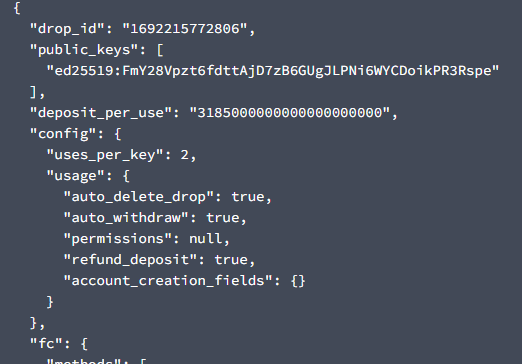 {
"drop_id": "1692215772806",
"public_keys": [
"ed25519:FmY28Vpzt6fdttAjD7zB6GUgJLPNi6WYCDoikPR3Rspe"
],
"deposit_per_use": "3185000000000000000000",
"config": {
"uses_per_key": 2,
"usage": {
"auto_delete_drop": true,
"auto_withdraw": true,
"permissions": null,
"refund_deposit": true,
"account_creation_fields": {}
}
},
"fc": {
"methods": [